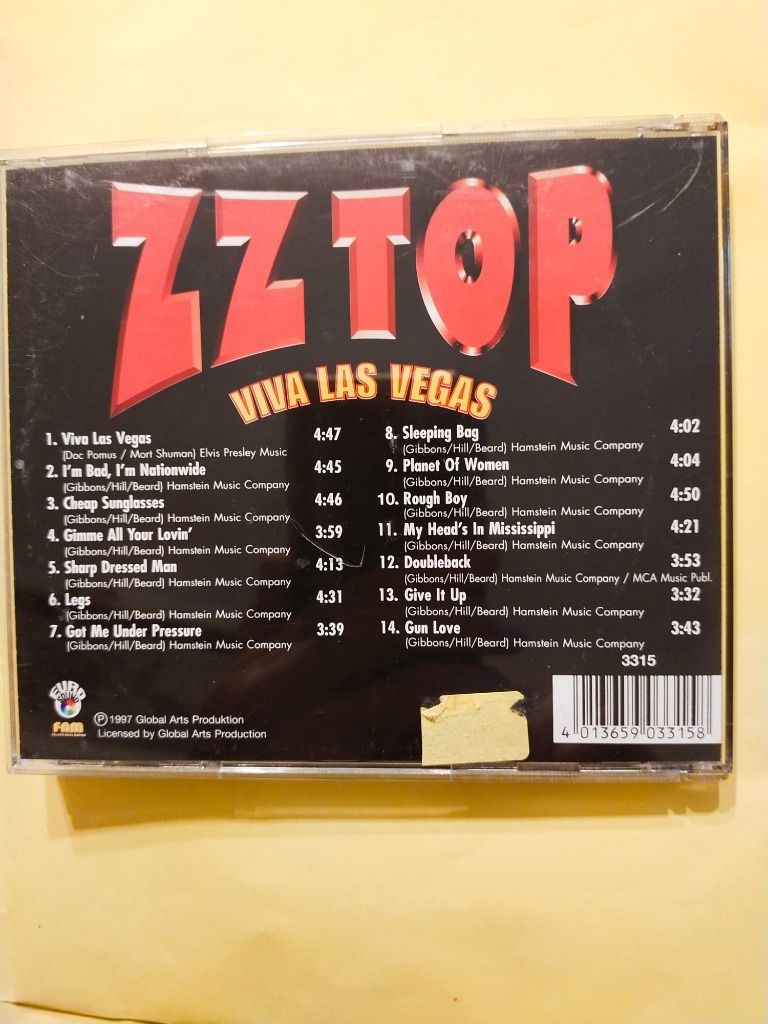 ZZ TOP
VIVA LAS VEGAS
1. Viva Las Vegas 4:47
(Doc Pomus / Mort Shuman) Elvis Presley Music
2. I'm Bad, I'm Nationwide 4:45
(Gibbons/Hill/Beard) Hamstein Music Company
3. Cheap Sunglasses 4:46
(Gibbons/Hill/Beard) Hamstein Music Company
4. Gimme All Your Lovin' 3:59
(Gibbons/Hill/Beard) Hamstein Music Company
5. Sharp Dressed Man 4:13
(Gibbons/Hill/Beard) Hamstein Music Company
6. Legs 4:31
(Gibbons/Hill/Beard) Hamstein Music Company
7. Got Me Under Pressure 3:39
(Gibbons/Hill/Beard) Hamstein Music Company
8. Sleeping Bag 4:02
(Gibbons/Hill/Beard) Hamstein Music Company
9. Planet Of Women 4:04
(Gibbons/Hill/Beard) Hamstein Music Company
10. Rough Boy 4:50
(Gibbons/Hill/Beard) Hamstein Music Company
11. My Head's In Mississippi 4:21
(Gibbons/Hill/Beard) Hamstein Music Company
12. Doubleback 3:53
(Gibbons/Hill/Beard) Hamstein Music Company / MCA Music Publ.
13. Give It Up 3:32
(Gibbons/Hill/Beard) Hamstein Music Company
14. Gun Love 3:43
(Gibbons/Hill/Beard) Hamstein Music Company
3315
EURO
FAM
℗ 1997 Global Arts Produktion
Licensed by Global Arts Production
4 013659 033158